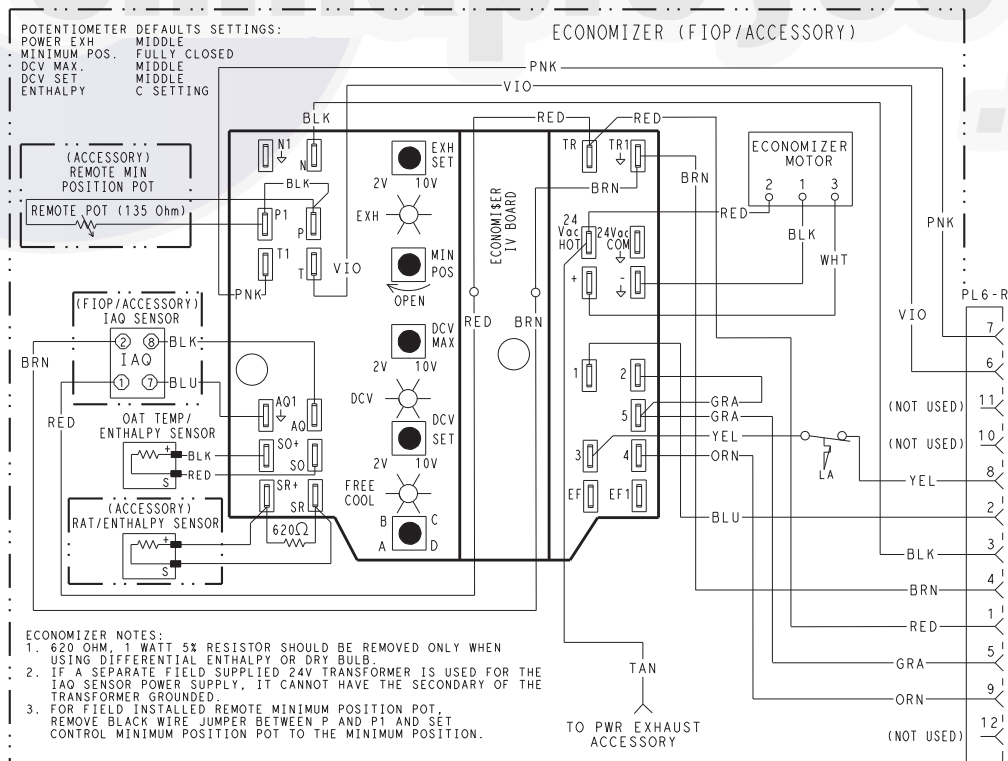 POTENTIOMETER DEFAULTS SETTINGS:
POWER EXH MIDDLE
MINIMUM POS. FULLY CLOSED
DCV MAX. MIDDLE
DCV SET MIDDLE
ENTHALPY C SETTING
ECONOMIZER (FIOP/ACCESSORY)
PNK
VIO
BLK
RED
RED
(ACCESSORY)
REMOTE MIN
POSITION POT
REMOTE POT (135 Ohm)
N1
N
BLK
P1
P
T1
T
VIO
PNK
EXH
SET
2V 10V
EXH
MIN
POS
OPEN
DCV
MAX
2V 10V
DCV
DCV
SET
2V 10V
FREE
COOL
B C
A D
ECONOMI$ER
IV BOARD
RED
BRN
TR
TR1
BRN
BRN
24
Vac
HOT
24Vac
COM
+
-
1
2
5
3
4
EF
EF1
ECONOMIZER
MOTOR
2 1 3
RED
BLK
WHT
PNK
VIO
PL6-R
(FIOP/ACCESSORY)
IAQ SENSOR
2 8
IAQ
1 7
BLK
BLU
BRN
RED
AQ1
AQ
OAT TEMP/
ENTHALPY SENSOR
+
S
BLK
RED
SO+
SO
SR+
SR
620Ω
(ACCESSORY)
RAT/ENTHALPY SENSOR
+
S
GRA
GRA
YEL
ORN
LA
BLU
7
6
(NOT USED) 11
(NOT USED) 10
YEL 8
2
BLK 3
BRN 4
RED 1
GRA 5
ORN 9
(NOT USED) 12
TAN
TO PWR EXHAUST
ACCESSORY
ECONOMIZER NOTES:
1. 620 OHM, 1 WATT 5% RESISTOR SHOULD BE REMOVED ONLY WHEN
USING DIFFERENTIAL ENTHALPY OR DRY BULB.
2. IF A SEPARATE FIELD SUPPLIED 24V TRANSFORMER IS USED FOR THE
IAQ SENSOR POWER SUPPLY, IT CANNOT HAVE THE SECONDARY OF THE
TRANSFORMER GROUNDED.
3. FOR FIELD INSTALLED REMOTE MINIMUM POSITION POT,
REMOVE BLACK WIRE JUMPER BETWEEN P AND P1 AND SET
CONTROL MINIMUM POSITION POT TO THE MINIMUM POSITION.